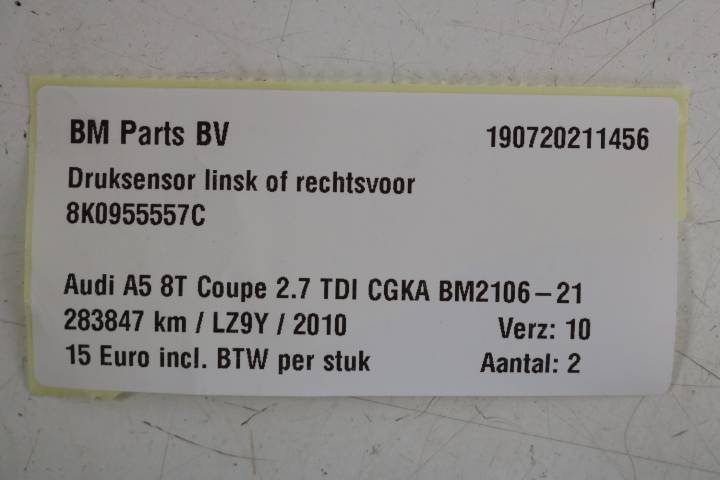 BM Parts BV 190720211456
Druksensor linsk of rechtsvoor
8K0955557C
Audi A5 8T Coupe 2.7 TDI CGKA BM2106-21
283847 km / LZ9Y / 2010 Verz: 10
15 Euro incl. BTW per stuk Aantal: 2